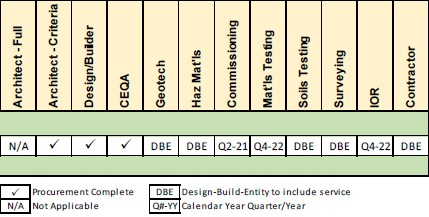 Architect - Full
Architect - Criteria
Design/Builder
CEQA
Geotech
Haz Mat'ls
Commissioning
Mat'ls Testing
Soils Testing
Surveying
IOR
Contractor
N/A ✓ ✓ ✓ DBE DBE Q2-21 Q4-22 DBE DBE Q4-22 DBE
✓ Procurement Complete DBE Design-Build-Entity to include service
N/A Not Applicable Q#-YY Calendar Year Quarter/Year